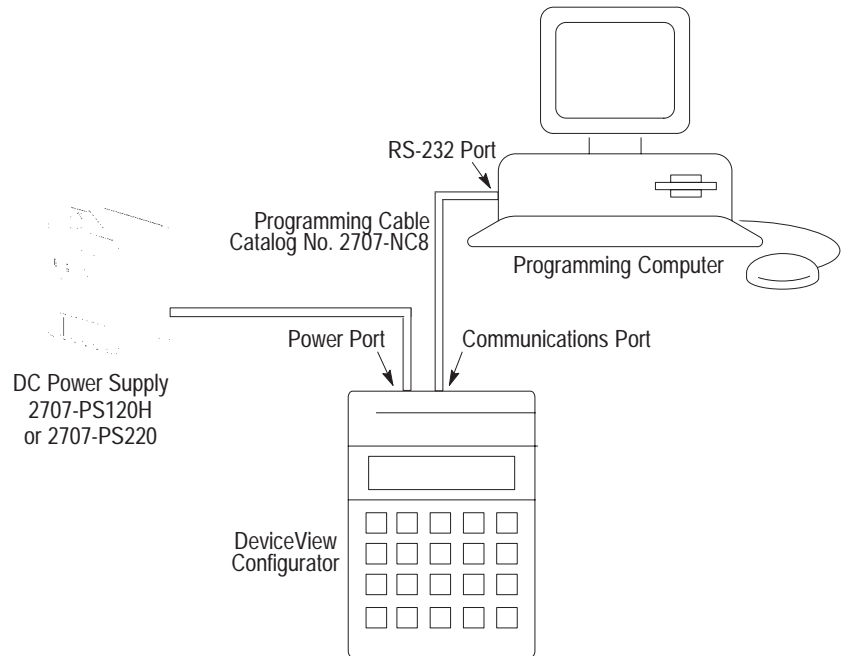 RS-232 Port
Programming Cable
Catalog No. 2707-NC8
Programming Computer
Power Port
Communications Port
DC Power Supply
2707-PS120H
or 2707-PS220
DeviceView
Configurator